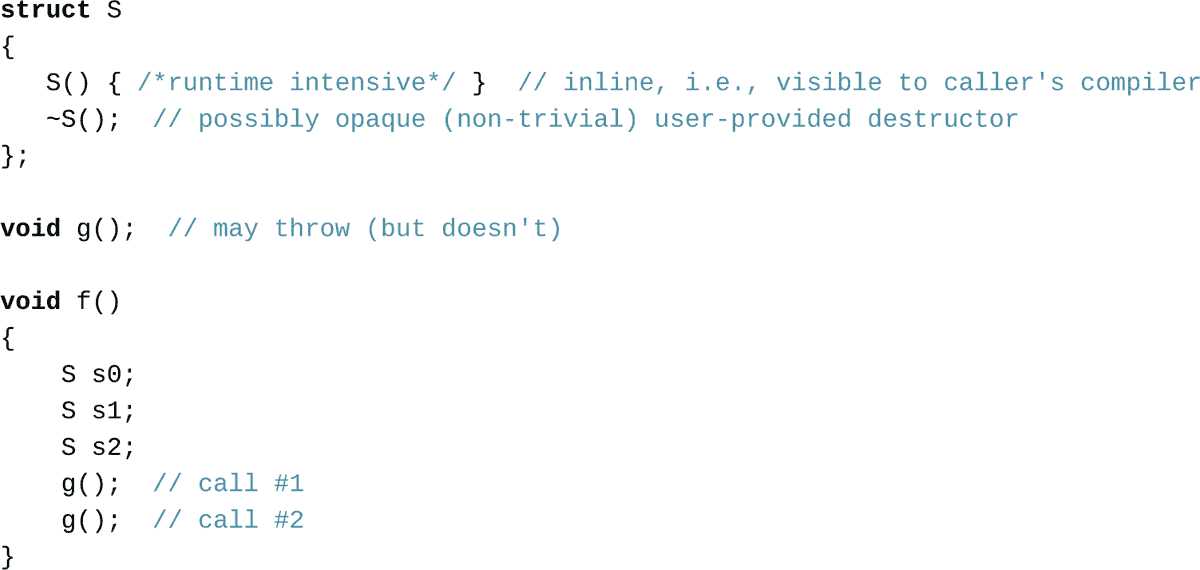 struct S
{
   S() { /*runtime intensive*/ }  // inline, i.e., visible to caller's compiler
   ~S();  // possibly opaque (non-trivial) user-provided destructor
};

void g();  // may throw (but doesn't)

void f()
{
    S s0;
    S s1;
    S s2;
    g();  // call #1
    g();  // call #2
}